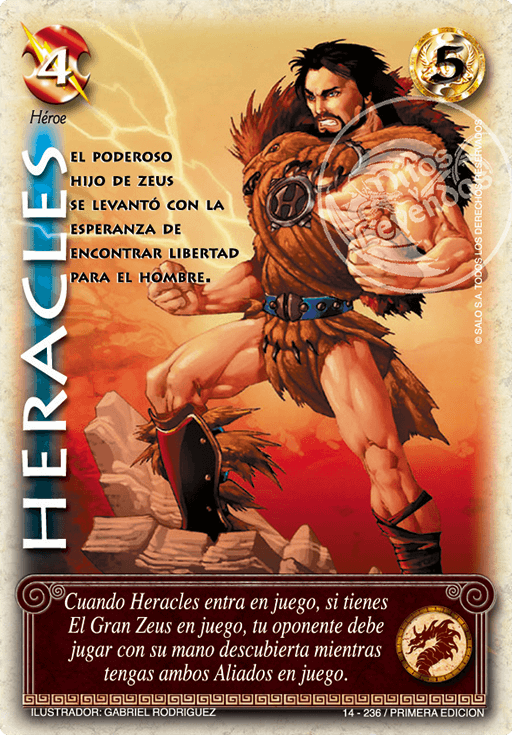 4
5
Héroe
HERACLES
EL PODEROSO
HIJO DE ZEUS
SE LEVANTÓ CON LA
ESPERANZA DE
ENCONTRAR LIBERTAD
PARA EL HOMBRE.
Mitos
y
Leyendas
© SALO S.A. TODOS LOS DERECHOS RESERVADOS
H
Cuando Heracles entra en juego, si tienes
El Gran Zeus en juego, tu oponente debe
jugar con su mano descubierta mientras
tengas ambos Aliados en juego.
ILUSTRADOR: GABRIEL RODRIGUEZ
14 - 236 / PRIMERA EDICION